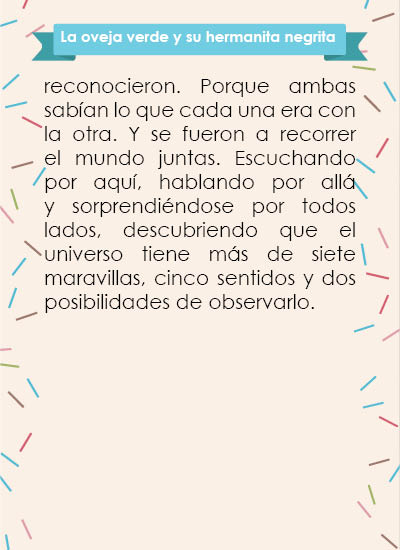 La oveja verde y su hermanita negrita
reconocieron. Porque ambas
sabían lo que cada una era con
la otra. Y se fueron a recorrer
el mundo juntas. Escuchando
por aquí, hablando por allá
y sorprendiéndose por todos
lados, descubriendo que el
universo tiene más de siete
maravillas, cinco sentidos y dos
posibilidades de observarlo.